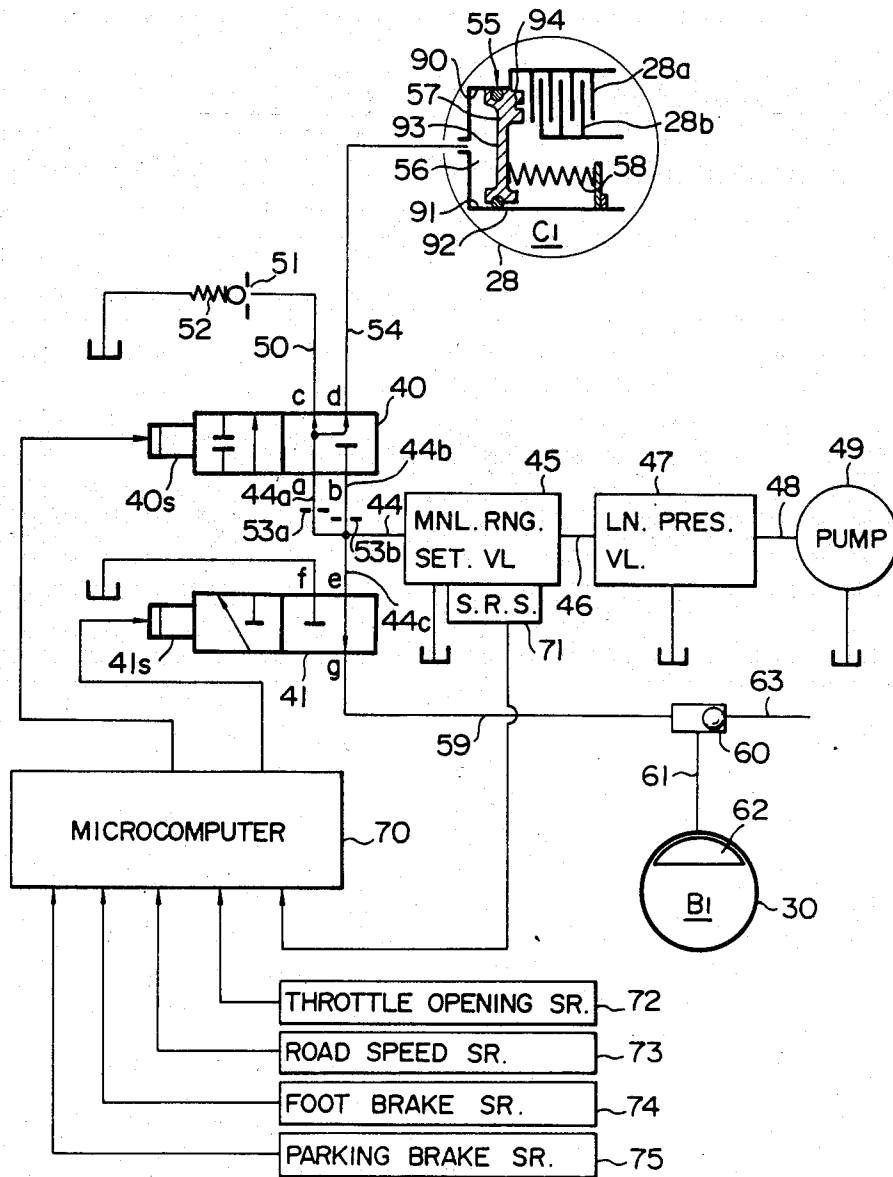 55
94
90
28a
57
93
28b
56
58
91
92
C1
28
51
52
50
54
c
d
40
40s
44a
a
b
44b
53a
44
53b
45
MNL. RNG.
SET. VL
46
47
LN. PRES.
VL.
48
49
PUMP
S. R. S.
71
f
e
44c
41s
41
g
59
63
60
61
62
B1
30
MICROCOMPUTER
70
THROTTLE OPENING SR.
72
ROAD SPEED SR.
73
FOOT BRAKE SR.
74
PARKING BRAKE SR.
75